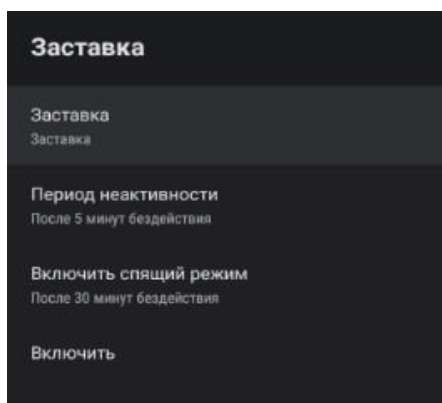 Заставка
Заставка
Заставка
Период неактивности
После 5 минут бездействия
Включить спящий режим
После 30 минут бездействия
Включить